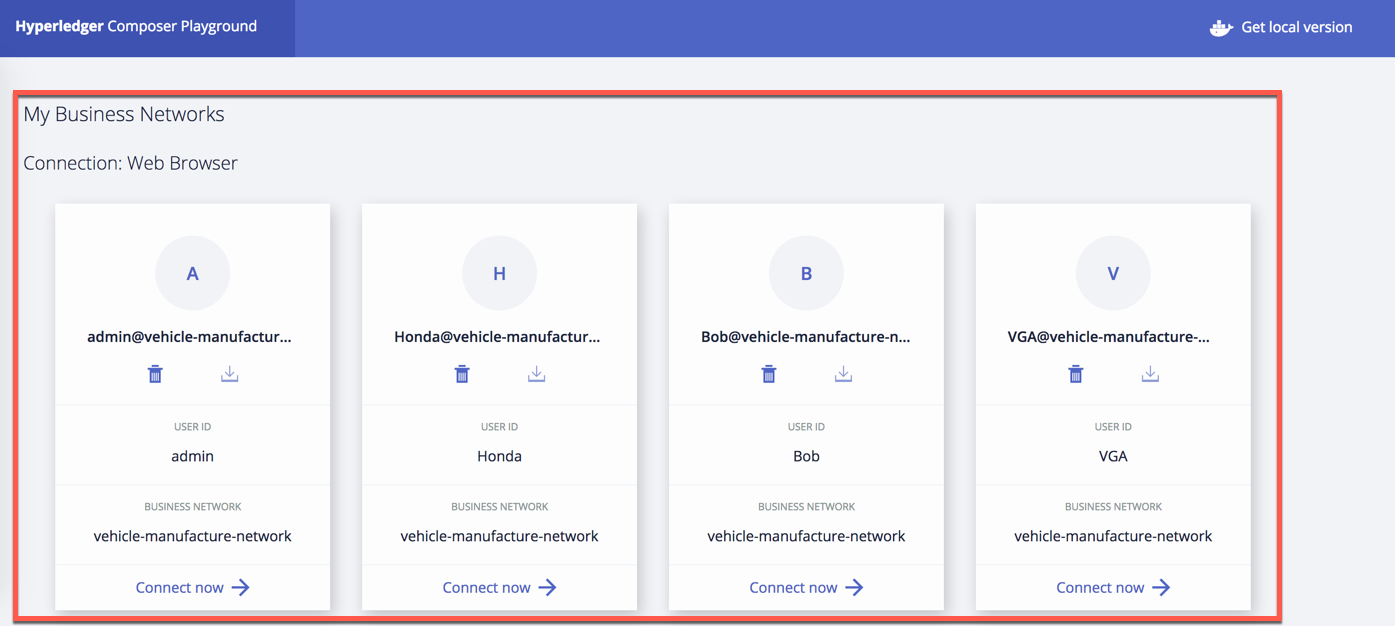 Hyperledger Composer Playground
Get local version
My Business Networks
Connection: Web Browser
A
admin@vehicle-manufactur...
USER ID
admin
BUSINESS NETWORK
vehicle-manufacture-network
Connect now
H
Honda@vehicle-manufactur...
USER ID
Honda
BUSINESS NETWORK
vehicle-manufacture-network
Connect now
B
Bob@vehicle-manufacture-n...
USER ID
Bob
BUSINESS NETWORK
vehicle-manufacture-network
Connect now
V
VGA@vehicle-manufacture-...
USER ID
VGA
BUSINESS NETWORK
vehicle-manufacture-network
Connect now